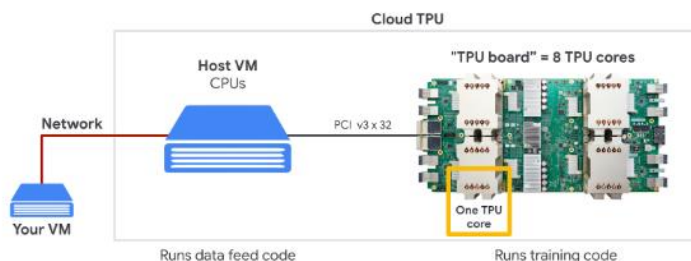 Cloud TPU
Host VM
CPUs
"TPU board" = 8 TPU cores
Network
PCI v3 x 32
One TPU
core
Your VM
Runs data feed code
Runs training code